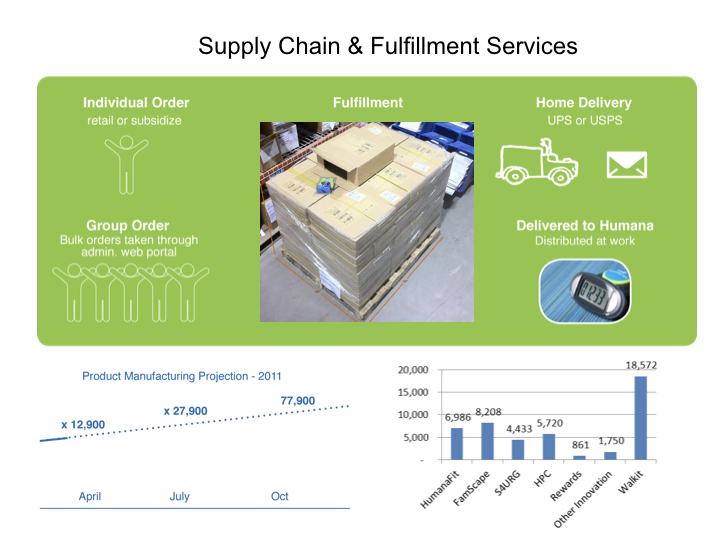 Supply Chain & Fulfillment Services
Individual Order
retail or subsidize
Group Order
Bulk orders taken through
admin. web portal
Fulfillment
Home Delivery
UPS or USPS
Delivered to Humana
Distributed at work
01233
Product Manufacturing Projection - 2011
x 12,900
x 27,900
77,900
April
July
Oct
20,000
15,000
10,000
5,000
-
6,986
8,208
4,433
5,720
861
1,750
18,572
HumanaFit
FamScape
S4URG
HPC
Rewards
Other Innovation
Walkit